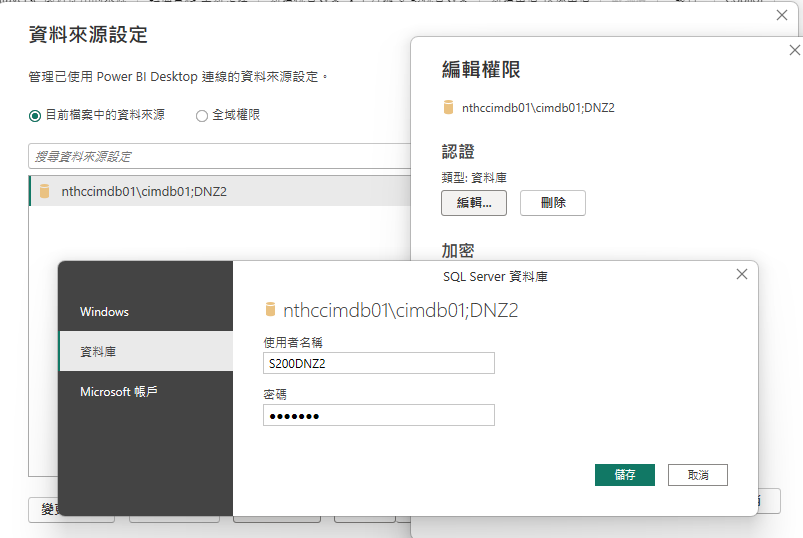 資料來源設定
管理已使用 Power BI Desktop 連線的資料來源設定。
目前檔案中的資料來源
全域權限
搜尋資料來源設定
nthccimdb01\cimdb01;DNZ2
編輯權限
nthccimdb01\cimdb01;DNZ2
認證
類型: 資料庫
編輯...
刪除
加密
SQL Server 資料庫
Windows
資料庫
Microsoft 帳戶
nthccimdb01\cimdb01;DNZ2
使用者名稱
S200DNZ2
密碼
●●●●●●●
儲存
取消